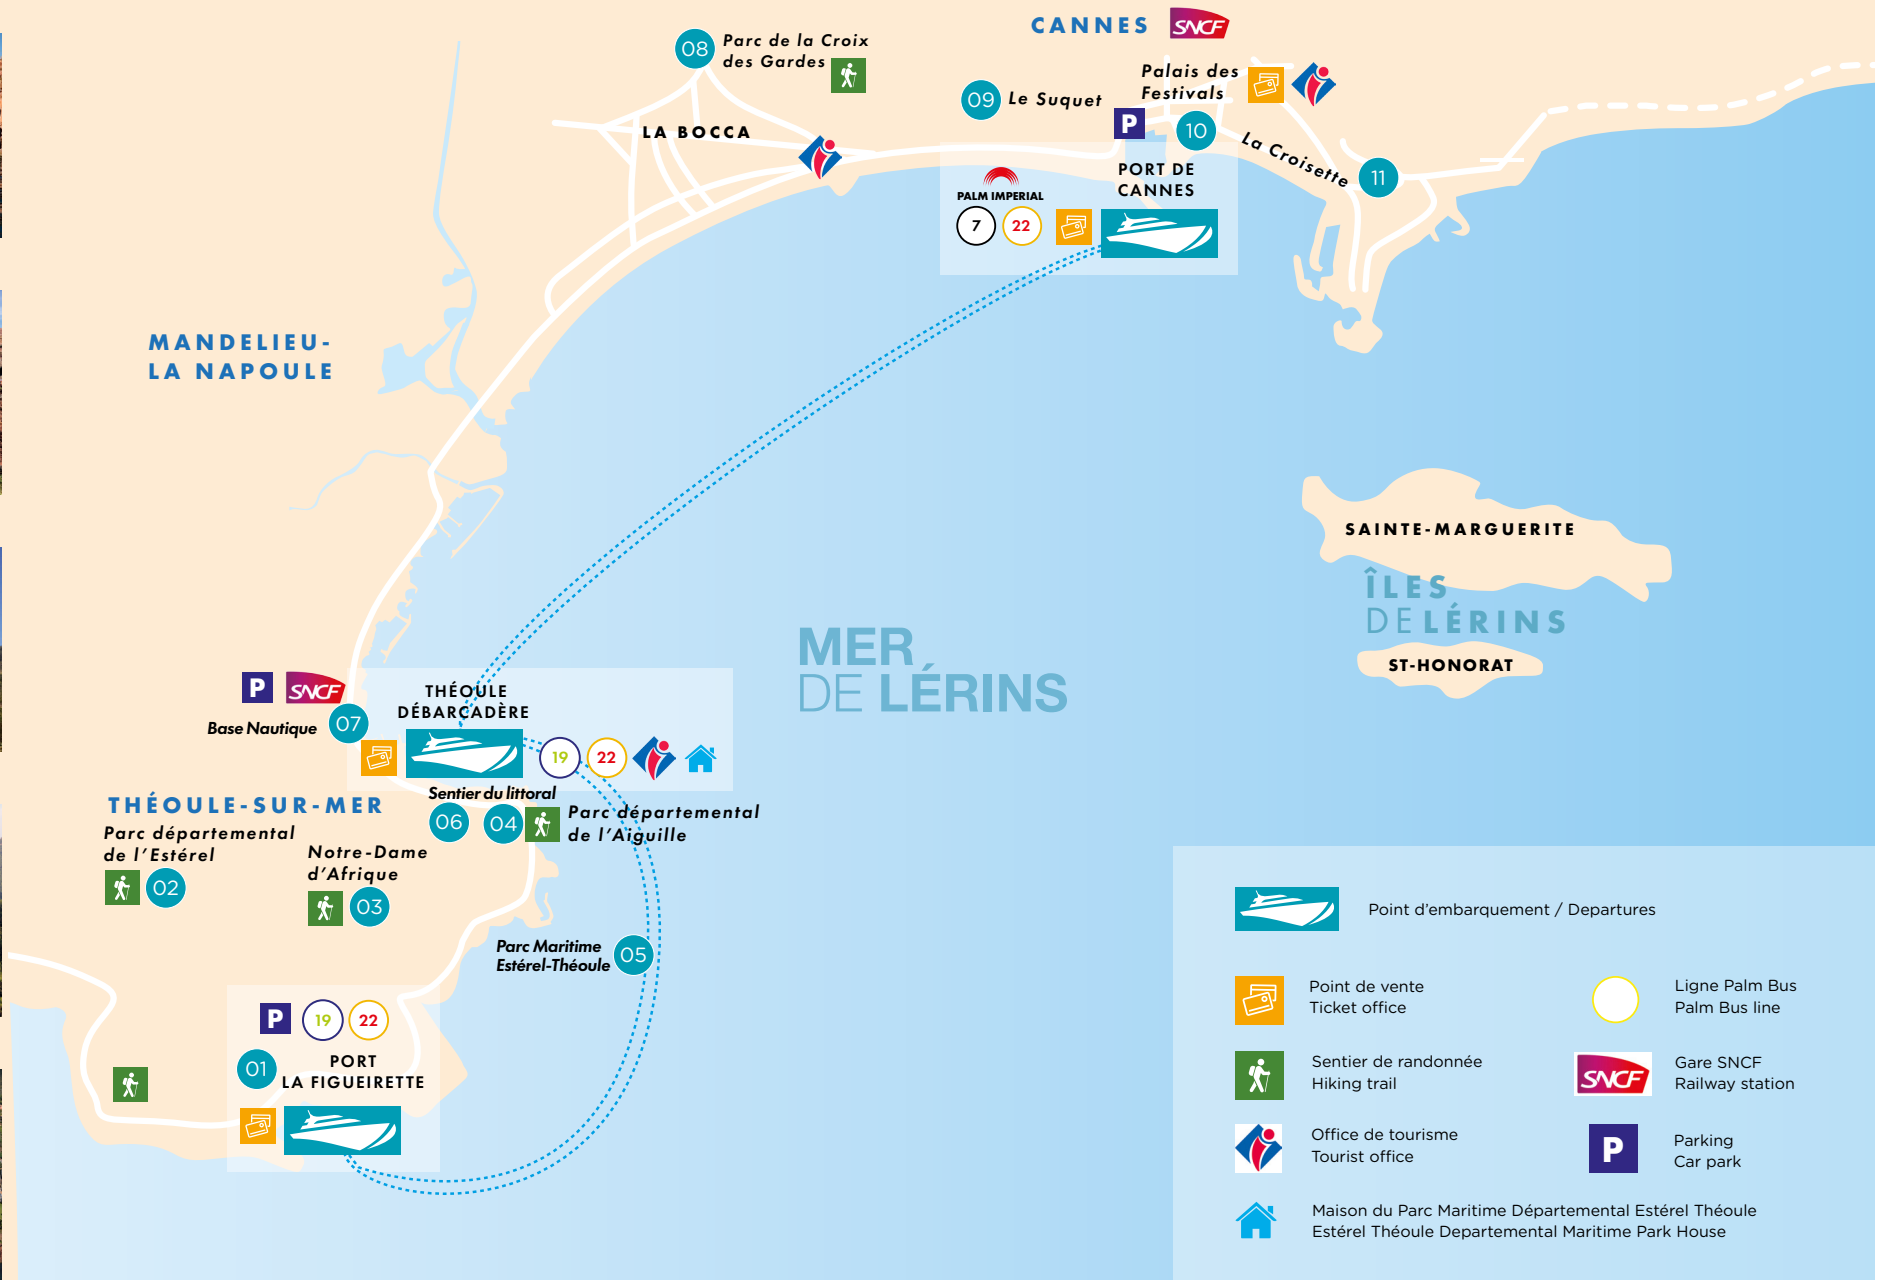 CANNES
SNCF
08
Parc de la Croix
des Gardes
Palais des
Festivals
09
Le Suquet
P
10
LA BOCCA
La Croisette
11
PORT DE
CANNES
PALM IMPERIAL
7
22
MANDELIEU-
LA NAPOULE
SAINTE-MARGUERITE
ÎLES
DE LÉRINS
ST-HONORAT
MER
DE LÉRINS
P
SNCF
THÉOULE
DÉBARCADÈRE
Base Nautique
07
19
22
THÉOULE-SUR-MER
Sentier du littoral
06
04
Parc départemental
de l'Aiguille
Parc départemental
de l'Estérel
02
Notre-Dame
d'Afrique
03
Parc Maritime
Estérel-Théoule
05
P
19
22
01
PORT
LA FIGUEIRETTE
Point d'embarquement / Departures
Point de vente
Ticket office
Ligne Palm Bus
Palm Bus line
Sentier de randonnée
Hiking trail
SNCF
Gare SNCF
Railway station
Office de tourisme
Tourist office
P
Parking
Car park
Maison du Parc Maritime Départemental Estérel Théoule
Estérel Théoule Departemental Maritime Park House